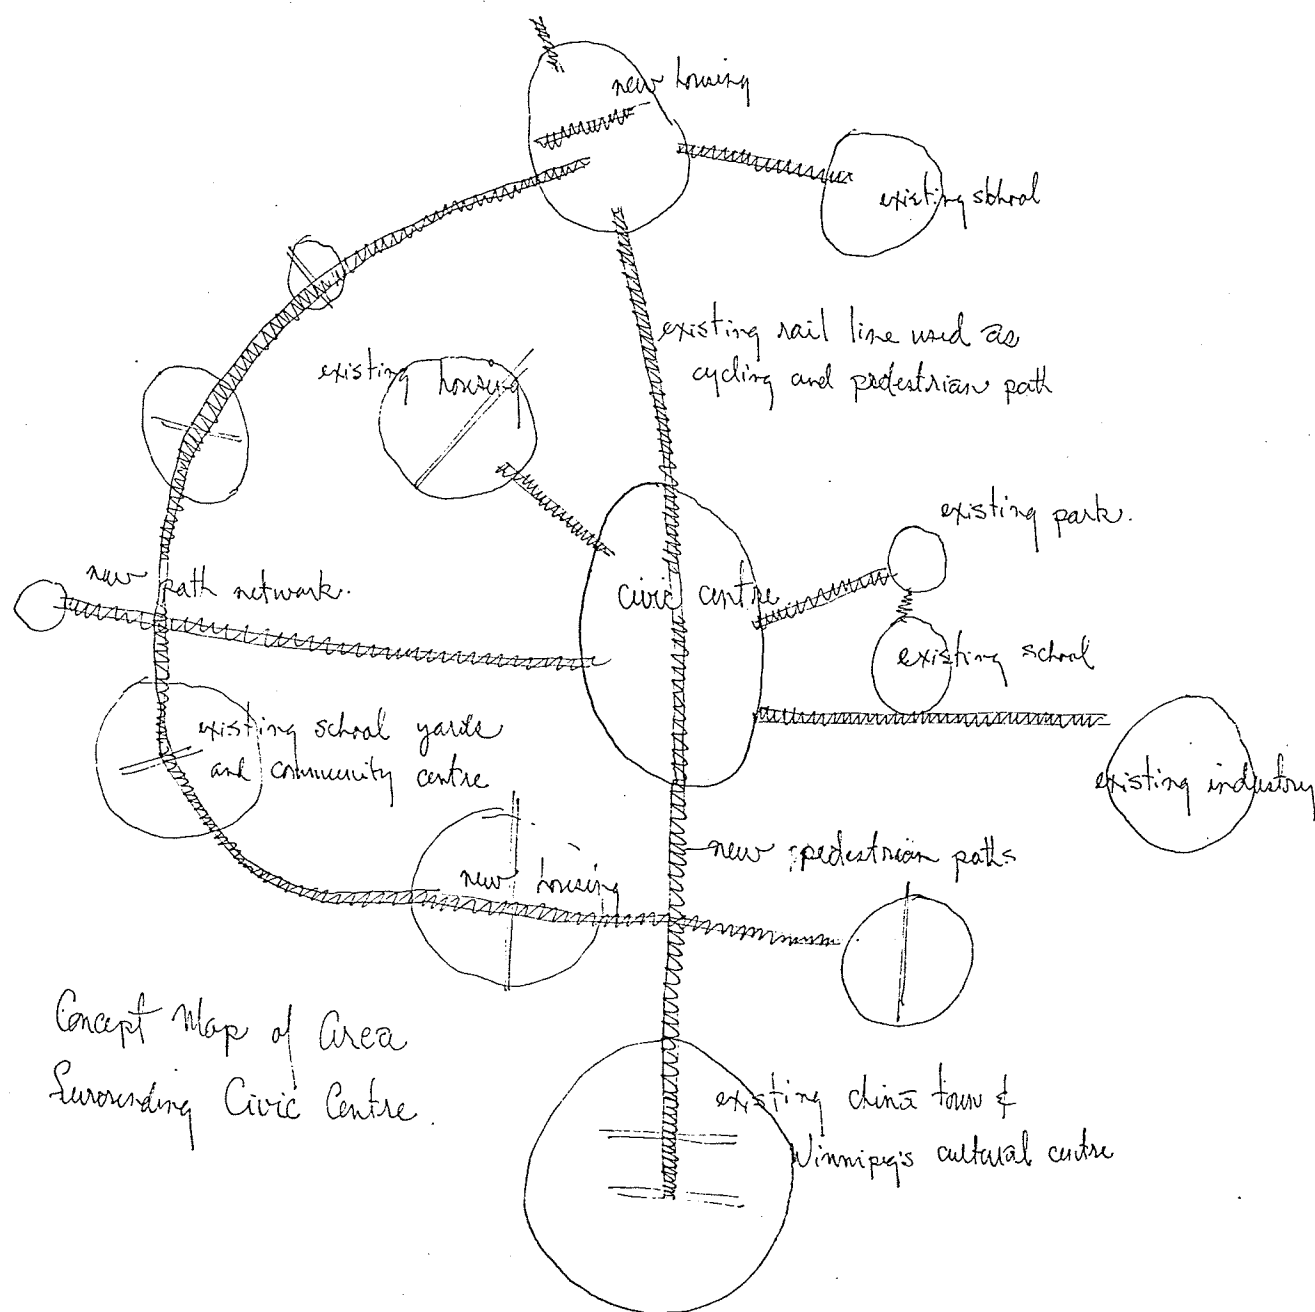 new housing
existing school
existing rail line used as
cycling and pedestrian path
existing housing
existing park.
new path network.
civic centre
existing school
existing school yards
and community centre
existing industry
new pedestrian paths
new housing
Concept Map of Area
Surrounding Civic Centre.
existing china town &
Winnipeg's cultural centre